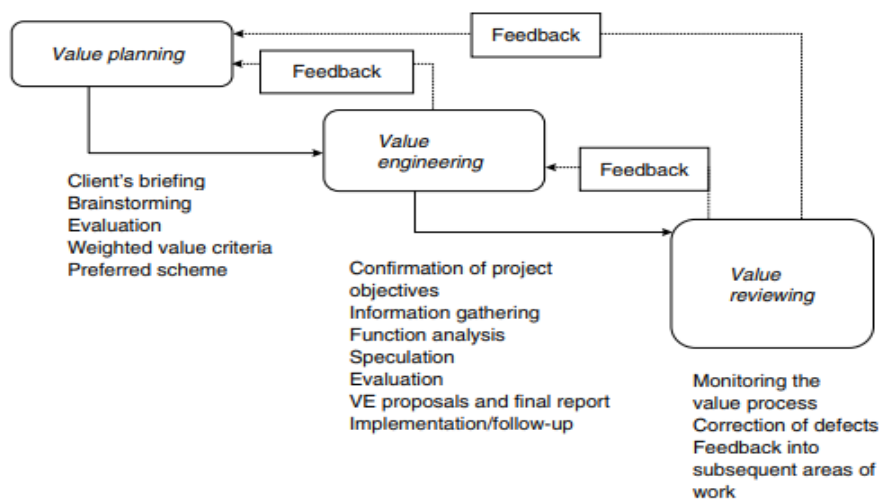 Feedback
Value planning
Feedback
Value
engineering
Feedback
Client's briefing
Brainstorming
Evaluation
Weighted value criteria
Preferred scheme
Value
reviewing
Confirmation of project
objectives
Information gathering
Function analysis
Speculation
Evaluation
VE proposals and final report
Implementation/follow-up
Monitoring the
value process
Correction of defects
Feedback into
subsequent areas of
work